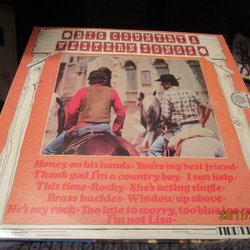 BIG COUNTRY &
WESTERN SONGS
Honey on his hands · You're my best friend ·
Thank god I'm a country boy · I can help ·
This time · Rocky · She's acting single ·
Brass buckles · Window up above ·
He's my rock · Too late to worry, too blue to cry ·
I'm not Lisa ·